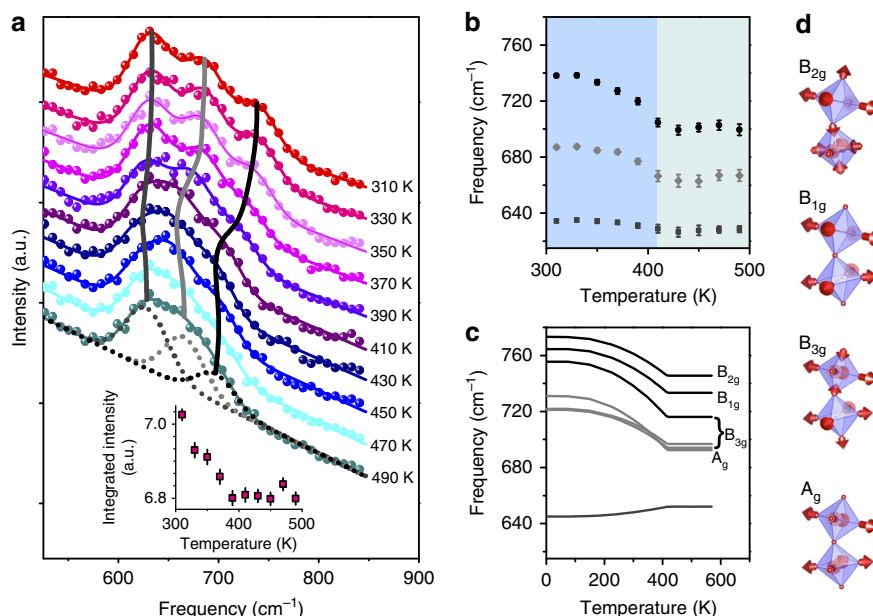 a
Intensity (a.u.)
310 K
330 K
350 K
370 K
390 K
410 K
430 K
450 K
470 K
490 K
Integrated intensity
(a.u.)
7.0
6.8
300 400 500
Temperature (K)
600 700 800 900
Frequency (cm⁻¹)
b
Frequency (cm⁻¹)
760
720
680
640
300 400 500
Temperature (K)
c
Frequency (cm⁻¹)
760
720
680
640
B2g
B1g
B3g
Ag
0 200 400 600
Temperature (K)
d
B2g
B1g
B3g
Ag